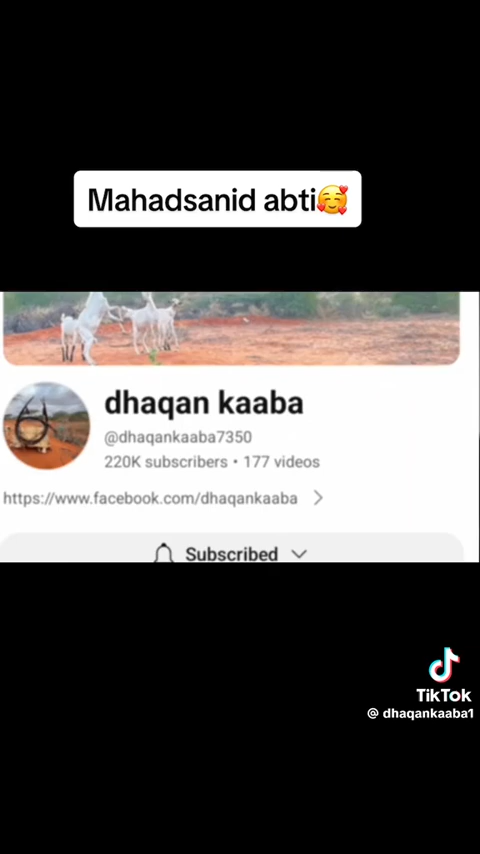 Mahadsanid abti🥰
dhaqan kaaba
@dhaqankaaba7350
220K subscribers • 177 videos
https://www.facebook.com/dhaqankaaba
Subscribed
TikTok
@ dhaqankaaba1